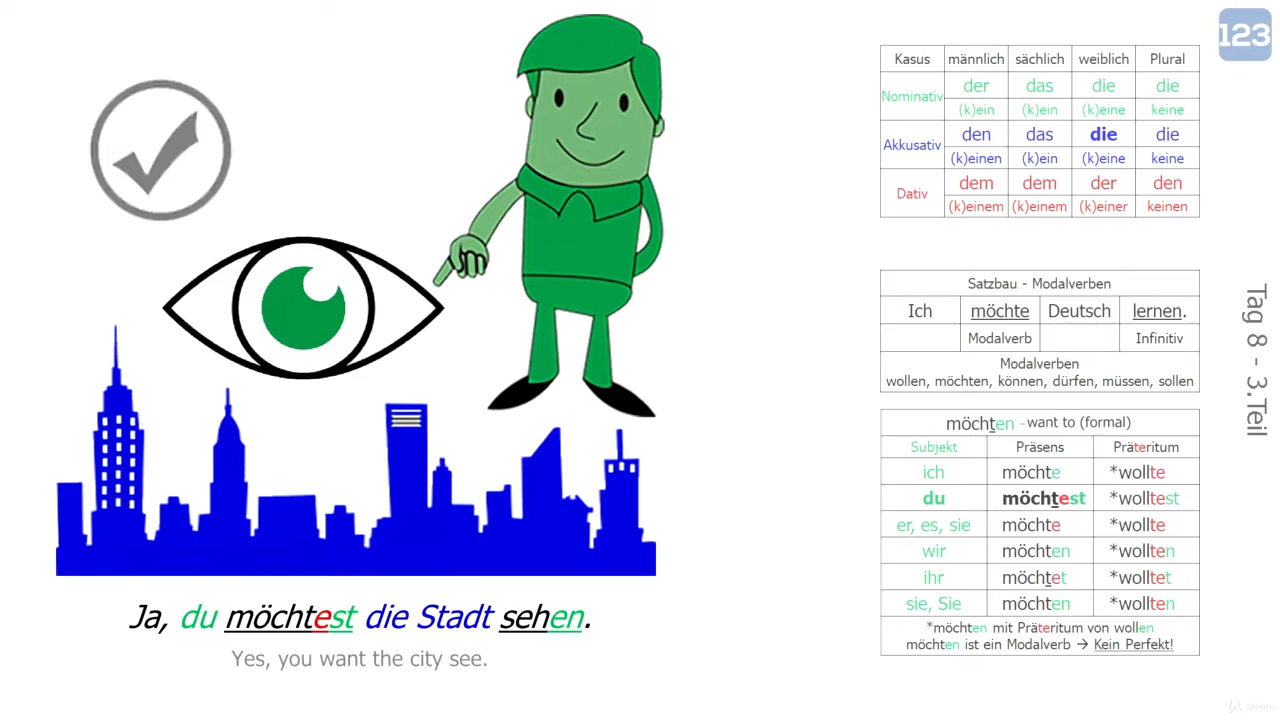 123
Kasus männlich sächlich weiblich Plural
Nominativ der das die die
(k)ein (k)ein (k)eine keine
Akkusativ den das die die
(k)einen (k)ein (k)eine keine
Dativ dem dem der den
(k)einem (k)einem (k)einer keinen
Satzbau - Modalverben
Ich möchte Deutsch lernen.
Modalverb Infinitiv
Modalverben
wollen, möchten, können, dürfen, müssen, sollen
möchten - want to (formal)
Subjekt Präsens Präteritum
ich möchte *wollte
du möchtest *wolltest
er, es, sie möchte *wollte
wir möchten *wollten
ihr möchtet *wolltet
sie, Sie möchten *wollten
*möchten mit Präteritum von wollen
möchten ist ein Modalverb → Kein Perfekt!
Tag 8 - 3.Teil
Ja, du möchtest die Stadt sehen.
Yes, you want the city see.